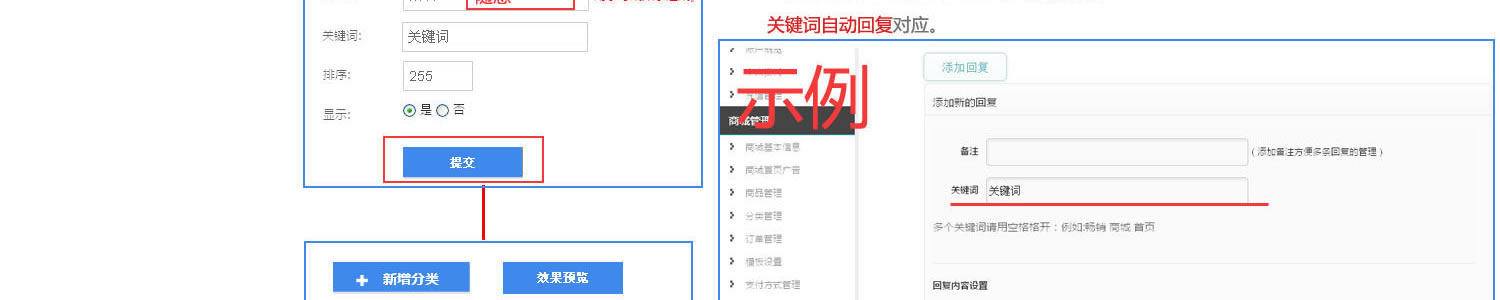 随意
关键词:
关键词
排序:
255
显示:
是 否
提交
新增分类
效果预览
关键词自动回复对应。
示例
商城管理
商城基本信息
商城首页广告
商品管理
分类管理
订单管理
模板设置
支付方式管理
添加回复
添加新的回复
备注
(添加备注方便多条回复的管理)
关键词
关键词
多个关键词请用空格格开:例如:畅销 商城 首页
回复内容设置